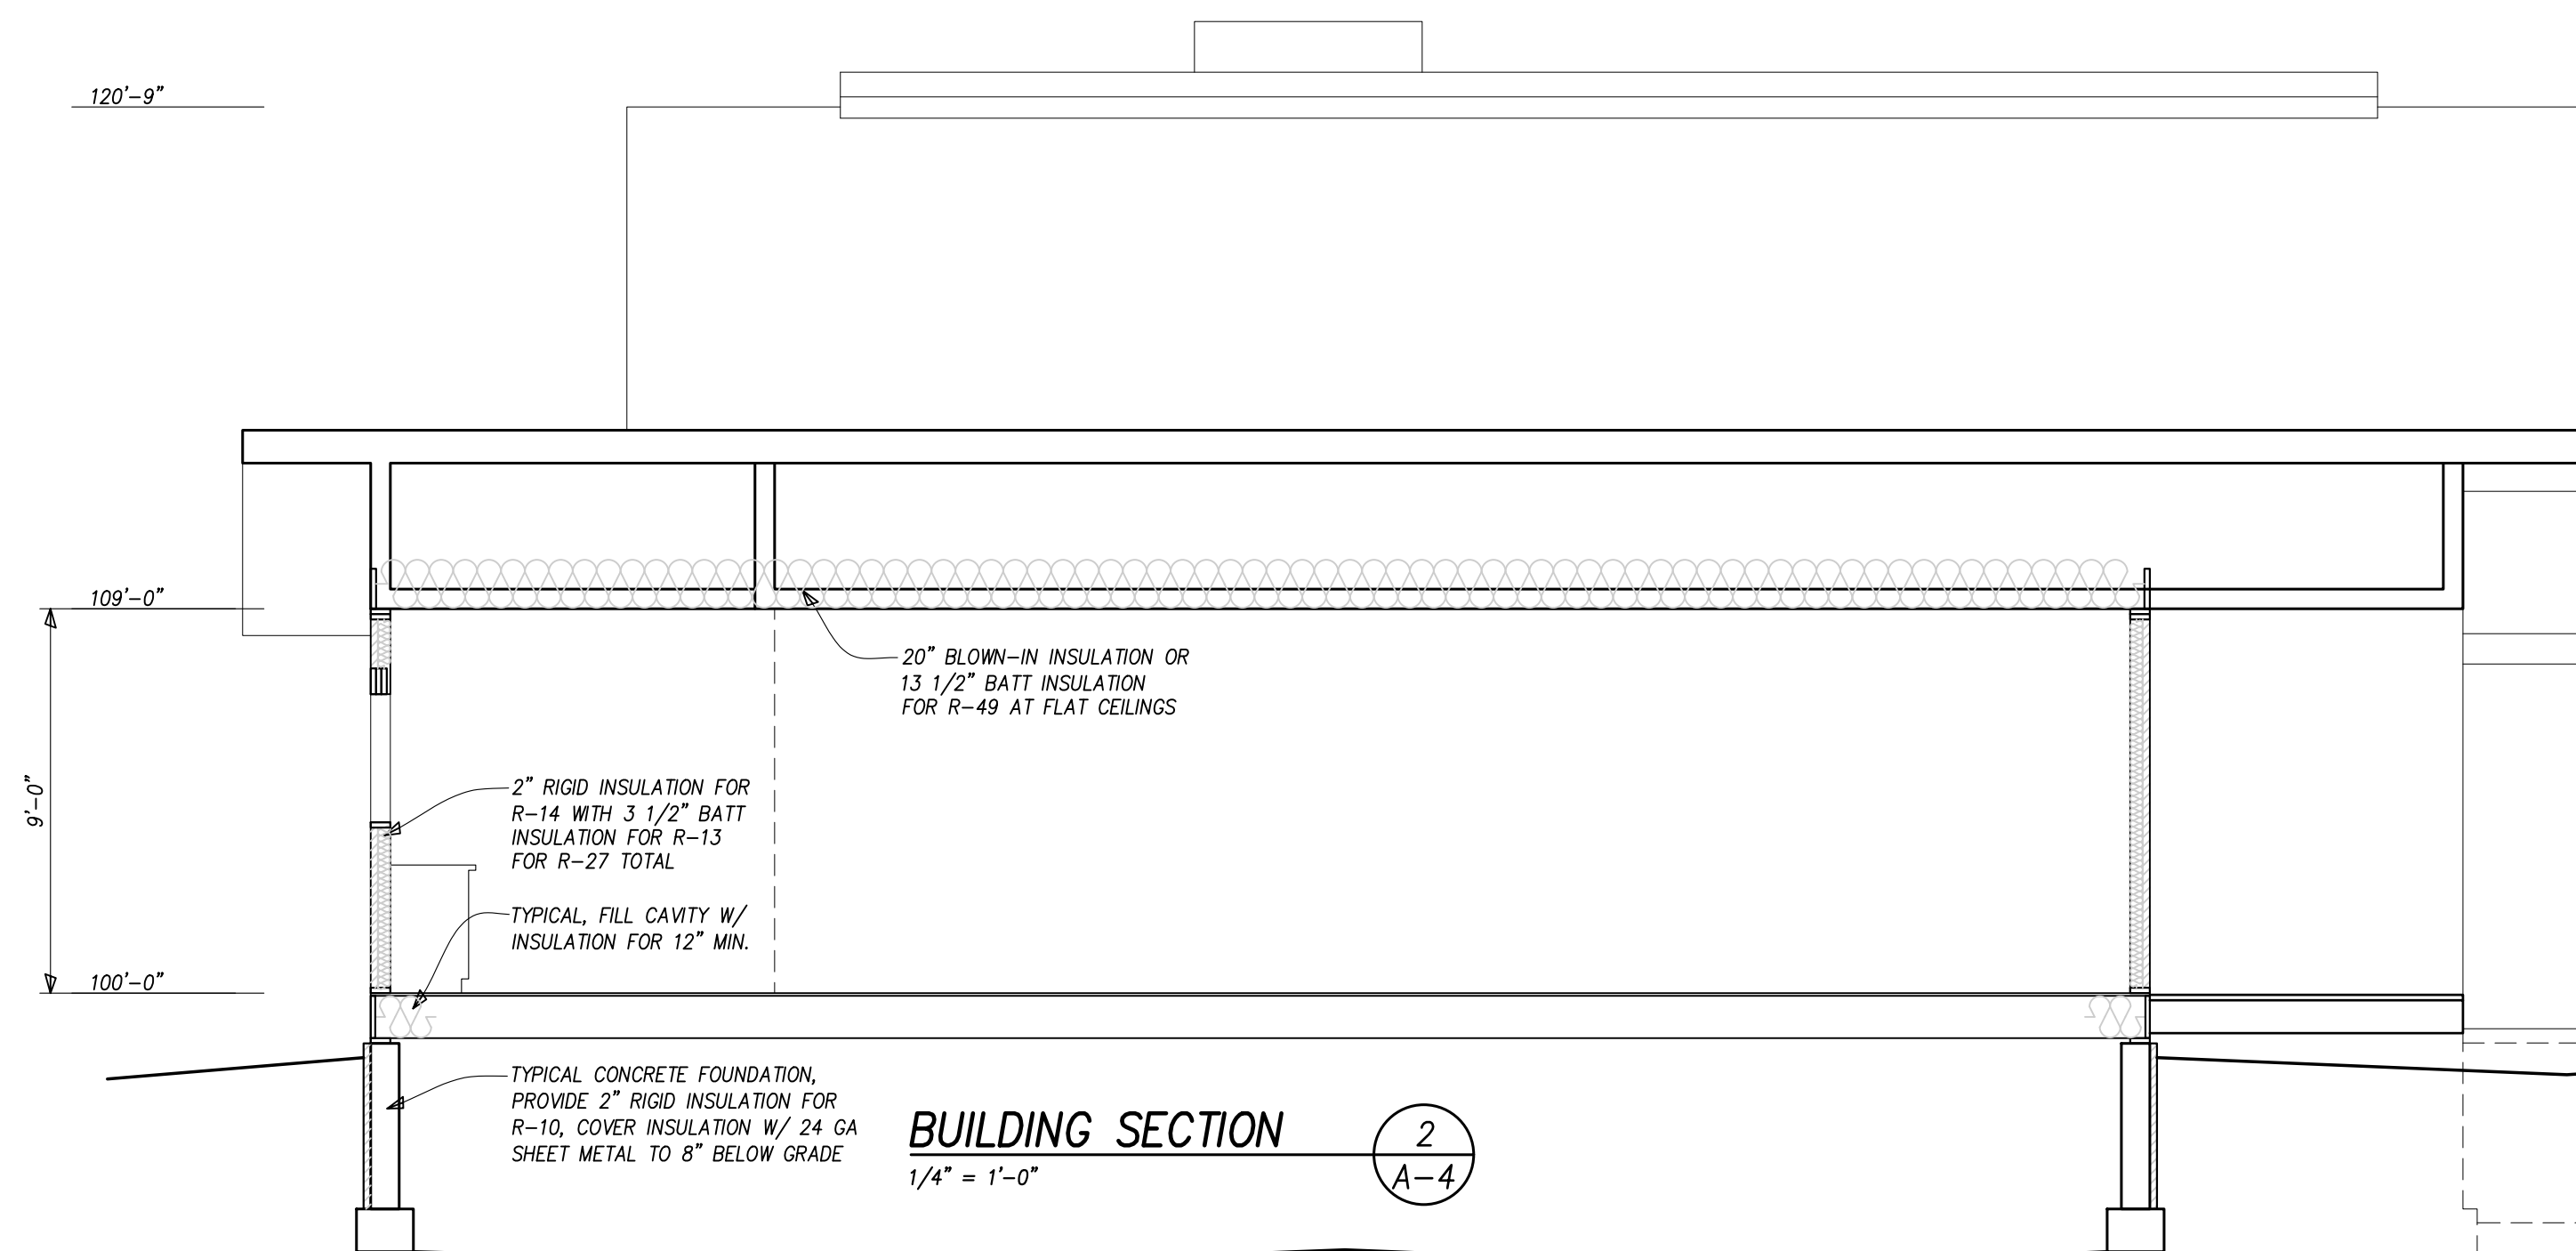 120'-9"
109'-0"
20" BLOWN-IN INSULATION OR
13 1/2" BATT INSULATION
FOR R-49 AT FLAT CEILINGS
9'-0"
2" RIGID INSULATION FOR
R-14 WITH 3 1/2" BATT
INSULATION FOR R-13
FOR R-27 TOTAL
TYPICAL, FILL CAVITY W/
INSULATION FOR 12" MIN.
100'-0"
TYPICAL CONCRETE FOUNDATION,
PROVIDE 2" RIGID INSULATION FOR
R-10, COVER INSULATION W/ 24 GA
SHEET METAL TO 8" BELOW GRADE
BUILDING SECTION
1/4" = 1'-0"
2
A-4